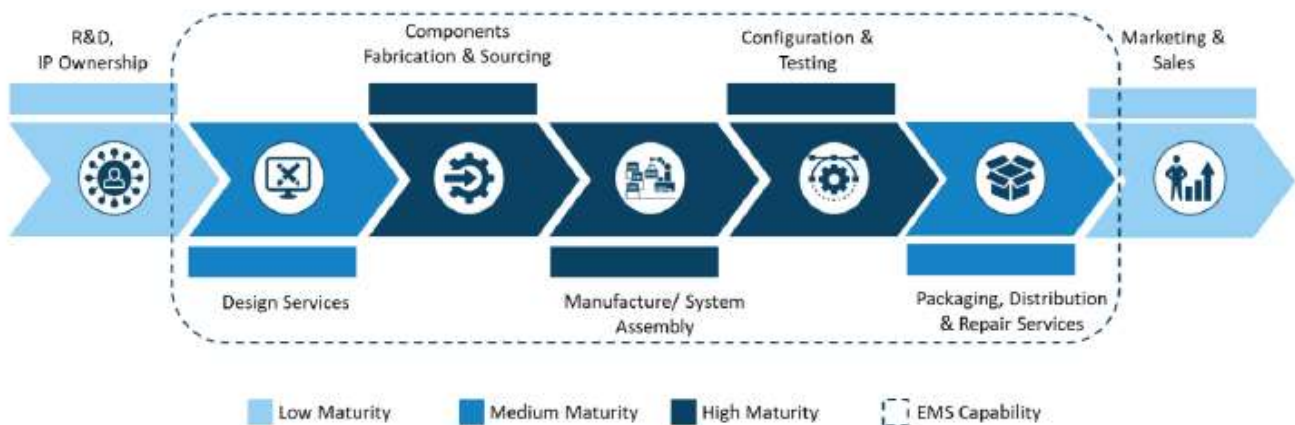 R&D,
IP Ownership
Components
Fabrication & Sourcing
Configuration &
Testing
Marketing &
Sales
Design Services
Manufacture/ System
Assembly
Packaging, Distribution
& Repair Services
Low Maturity
Medium Maturity
High Maturity
EMS Capability